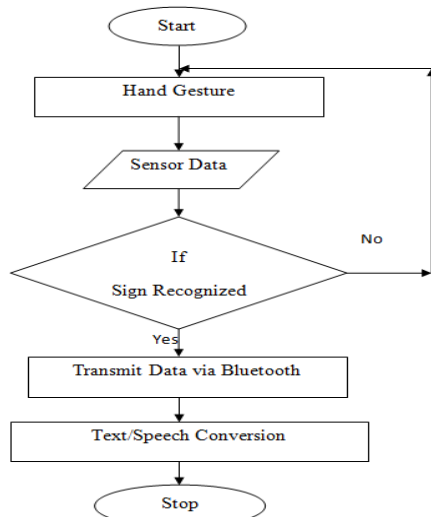 Start
Hand Gesture
Sensor Data
No
If
Sign Recognized
Yes
Transmit Data via Bluetooth
Text/Speech Conversion
Stop